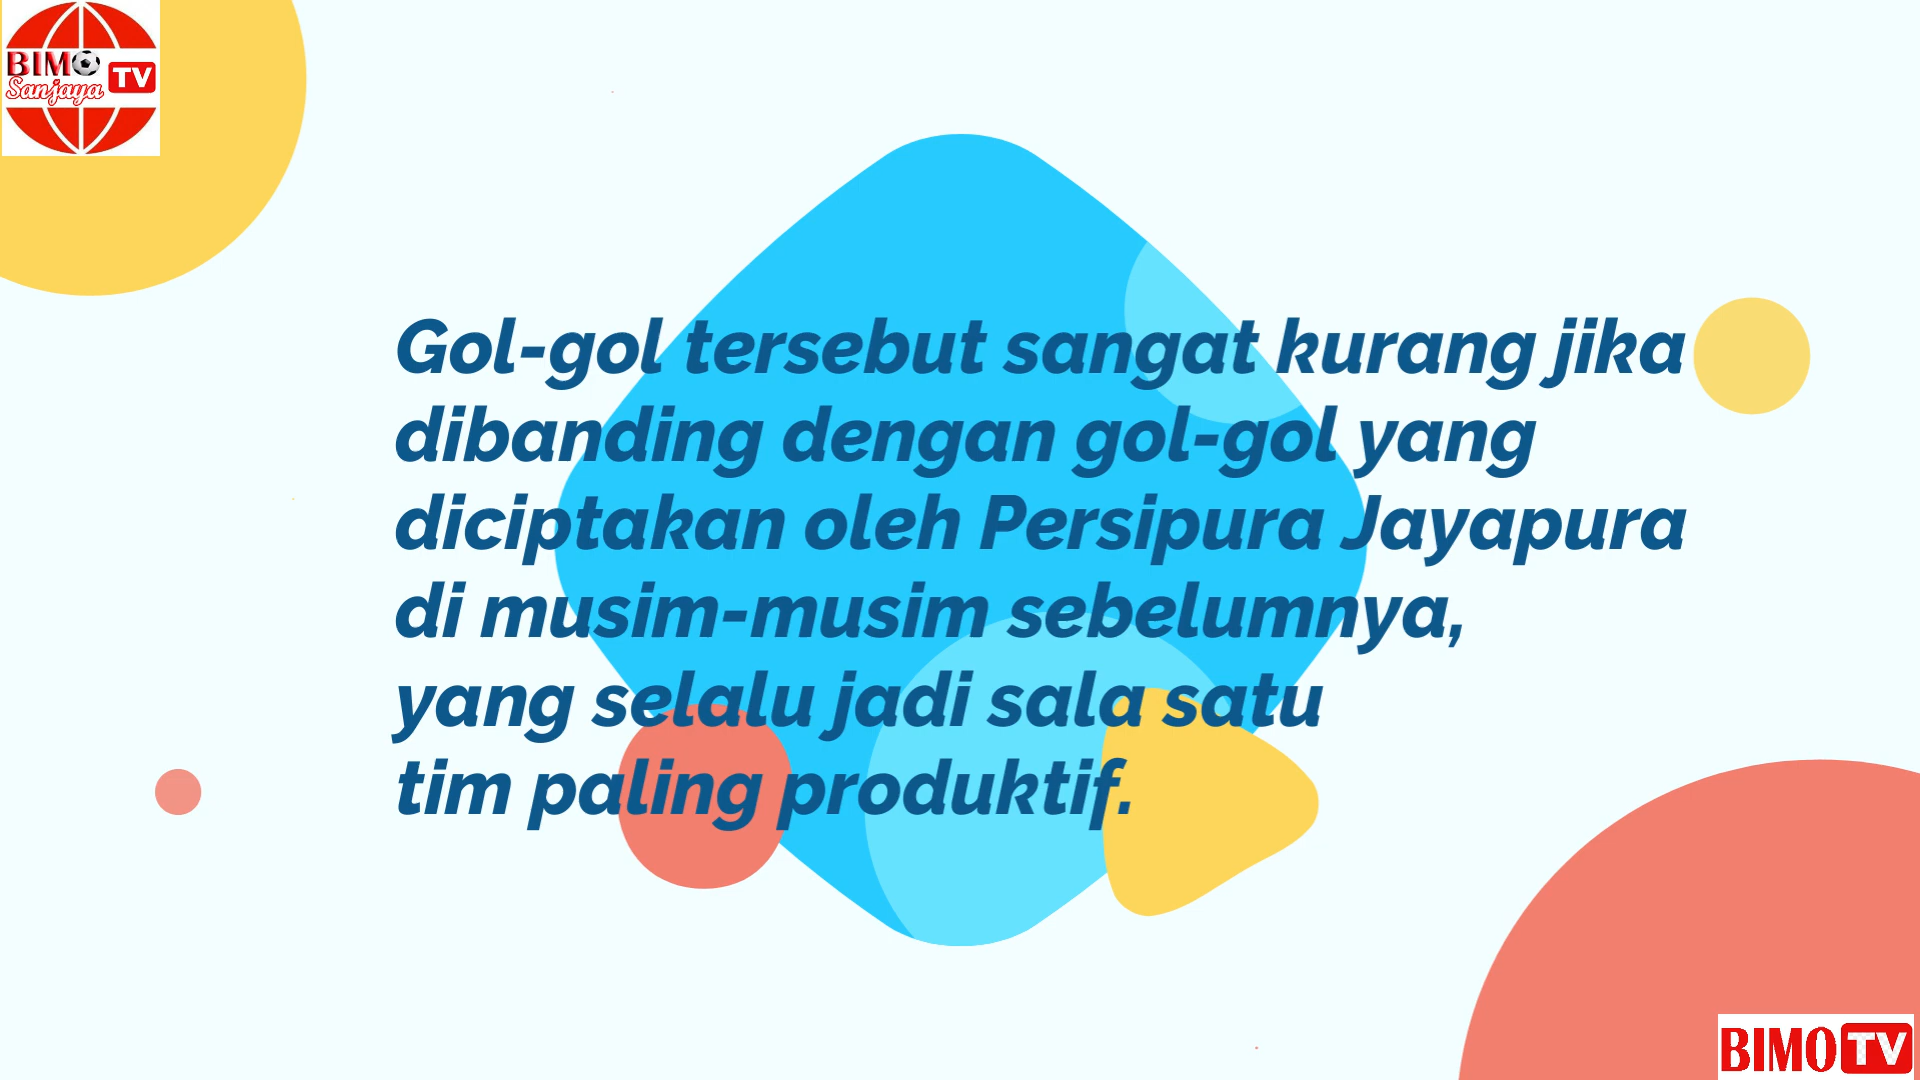 BIMO
Sanjaya
TV
Gol-gol tersebut sangat kurang jika
dibanding dengan gol-gol yang
diciptakan oleh Persipura Jayapura
di musim-musim sebelumnya,
yang selalu jadi sala satu
tim paling produktif.
BIMO TV